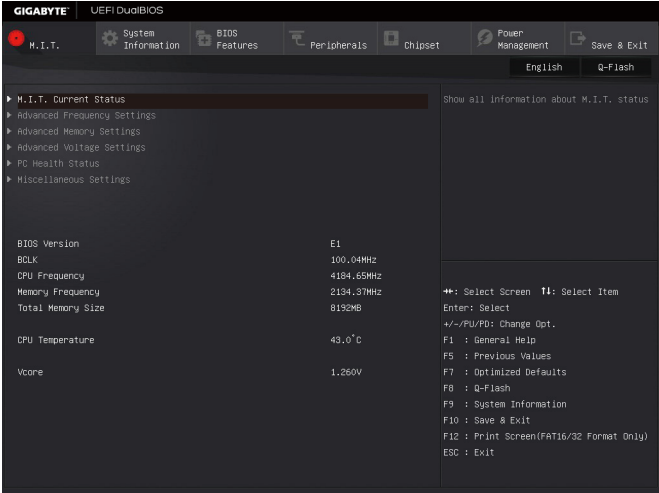 GIGABYTE™ UEFI DualBIOS
M.I.T. System Information BIOS Features Peripherals Chipset Power Management Save & Exit
English Q-Flash
M.I.T. Current Status
Advanced Frequency Settings
Advanced Memory Settings
Advanced Voltage Settings
PC Health Status
Miscellaneous Settings
Show all information about M.I.T. status
BIOS Version E1
BCLK 100.04MHz
CPU Frequency 4184.65MHz
Memory Frequency 2134.37MHz
Total Memory Size 8192MB
CPU Temperature 43.0°C
Vcore 1.260V
→←: Select Screen ↑↓: Select Item
Enter: Select
+/-/PU/PD: Change Opt.
F1 : General Help
F5 : Previous Values
F7 : Optimized Defaults
F8 : Q-Flash
F9 : System Information
F10 : Save & Exit
F12 : Print Screen(FAT16/32 Format Only)
ESC : Exit